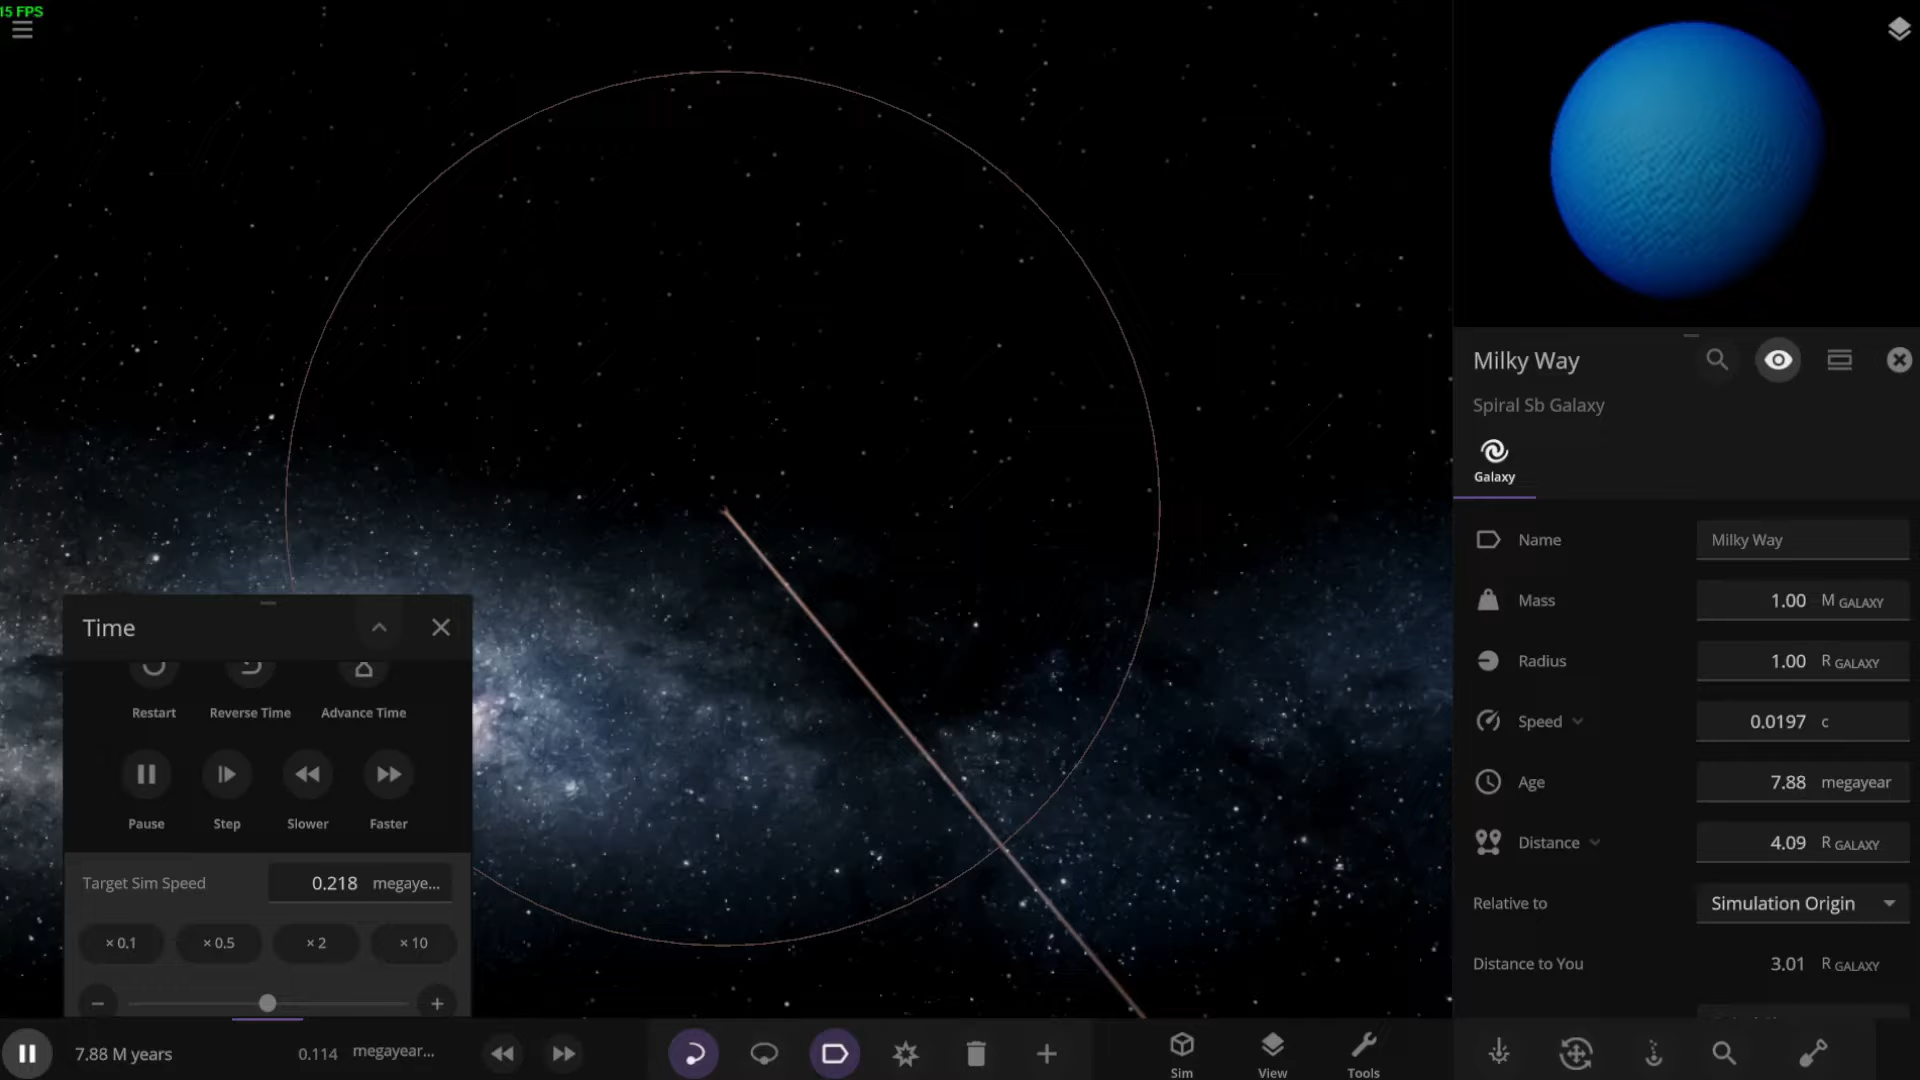 15 FPS
Milky Way
Spiral Sb Galaxy
Galaxy
Name Milky Way
Mass 1.00 M GALAXY
Radius 1.00 R GALAXY
Speed 0.0197 c
Age 7.88 megayear
Distance 4.09 R GALAXY
Relative to Simulation Origin
Distance to You 3.01 R GALAXY
Time
Restart Reverse Time Advance Time
Pause Step Slower Faster
Target Sim Speed 0.218 megaye...
× 0.1 × 0.5 × 2 × 10
7.88 M years 0.114 megayear...
Sim View Tools